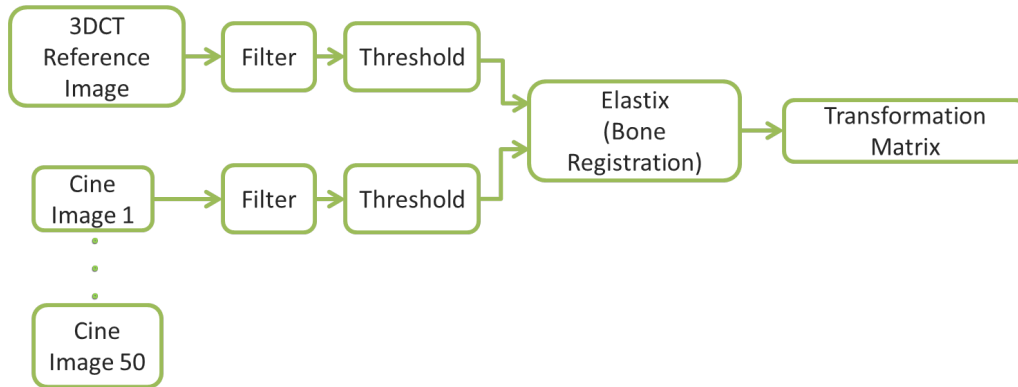 3DCT
Reference
Image
Filter
Threshold
Elastix
(Bone
Registration)
Transformation
Matrix
Cine
Image 1
Filter
Threshold
Cine
Image 50